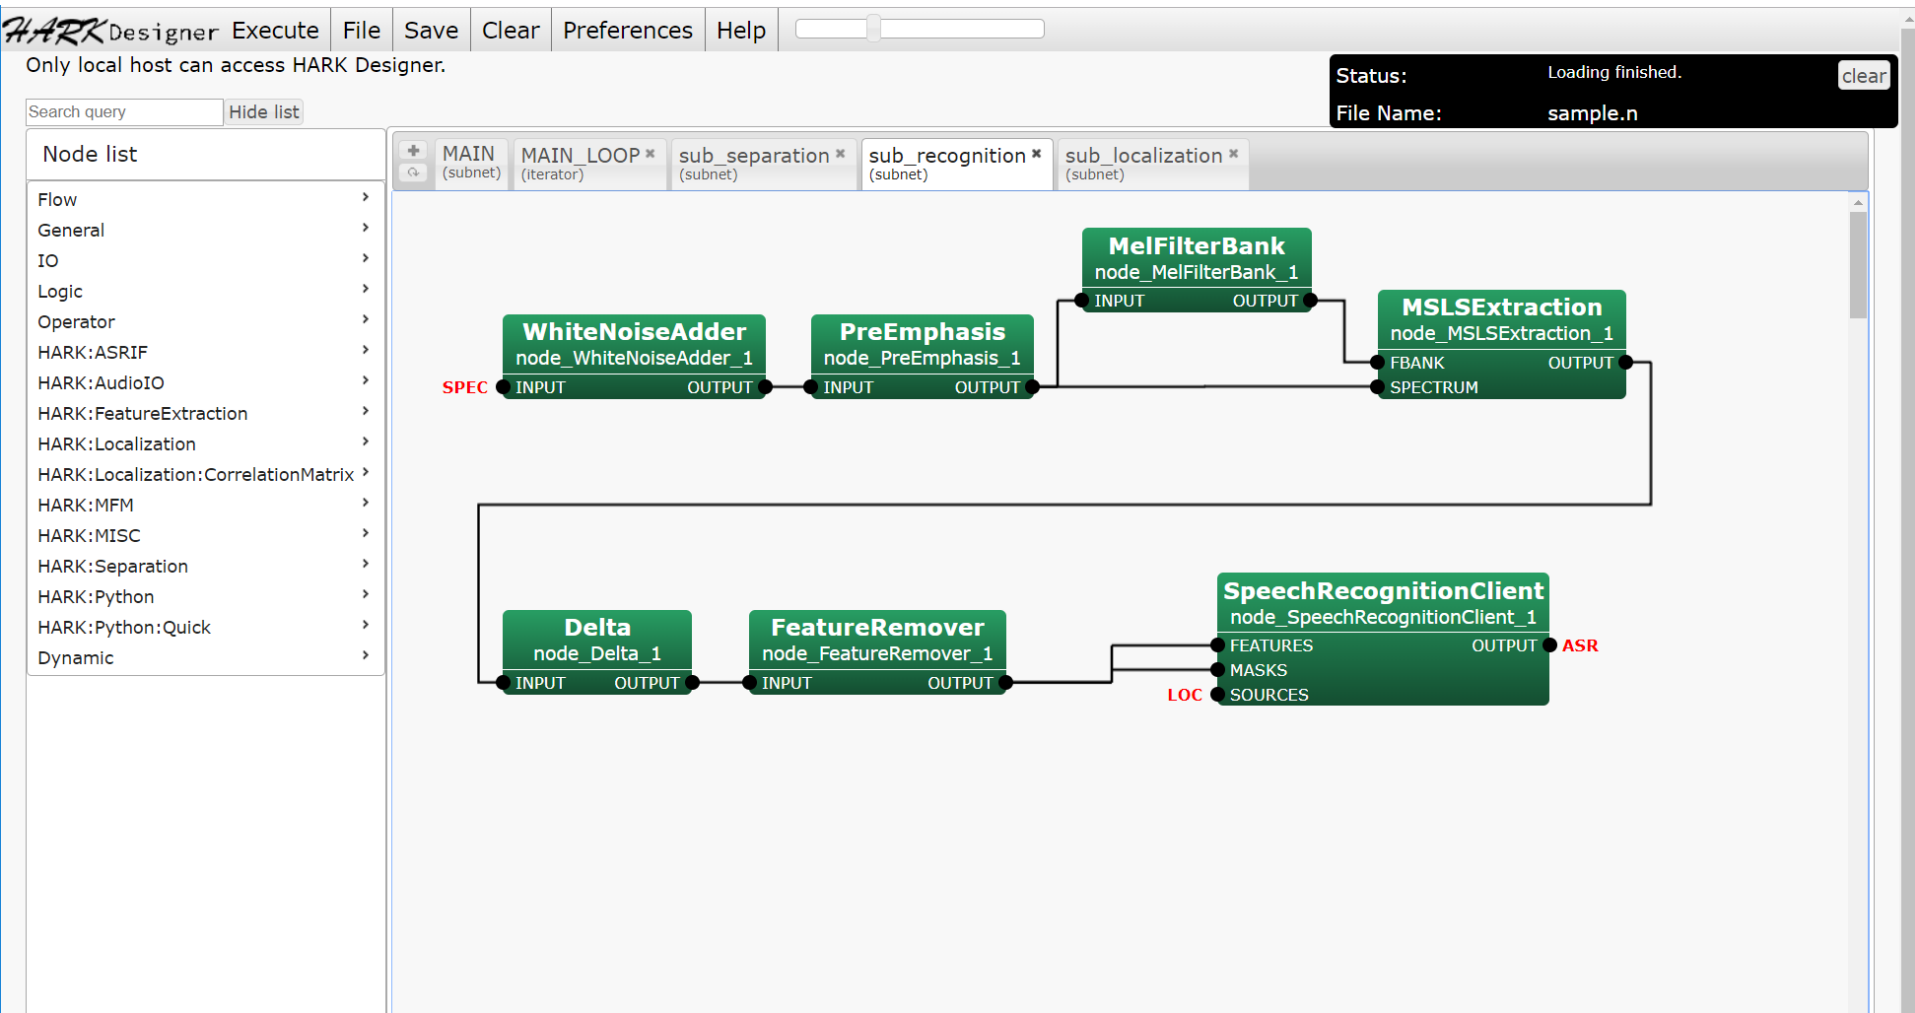 HARK Designer Execute File Save Clear Preferences Help
Only local host can access HARK Designer.
Status: Loading finished. clear
File Name: sample.n
Search query Hide list
Node list
Flow
General
IO
Logic
Operator
HARK:ASRIF
HARK:AudioIO
HARK:FeatureExtraction
HARK:Localization
HARK:Localization:CorrelationMatrix
HARK:MFM
HARK:MISC
HARK:Separation
HARK:Python
HARK:Python:Quick
Dynamic
MAIN
(subnet)
MAIN_LOOP
(iterator)
sub_separation
(subnet)
sub_recognition
(subnet)
sub_localization
(subnet)
WhiteNoiseAdder
node_WhiteNoiseAdder_1
SPEC INPUT OUTPUT
PreEmphasis
node_PreEmphasis_1
INPUT OUTPUT
MelFilterBank
node_MelFilterBank_1
INPUT OUTPUT
MSLSExtraction
node_MSLSExtraction_1
FBANK OUTPUT
SPECTRUM
Delta
node_Delta_1
INPUT OUTPUT
FeatureRemover
node_FeatureRemover_1
INPUT OUTPUT
SpeechRecognitionClient
node_SpeechRecognitionClient_1
FEATURES OUTPUT ASR
MASKS
LOC SOURCES